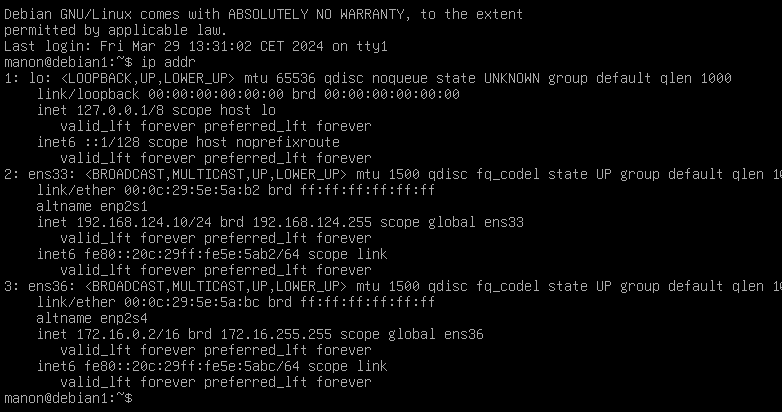 Debian GNU/Linux comes with ABSOLUTELY NO WARRANTY, to the extent
permitted by applicable law.
Last login: Fri Mar 29 13:31:02 CET 2024 on tty1
manon@debian1:~$ ip addr
1: lo: <LOOPBACK,UP,LOWER_UP> mtu 65536 qdisc noqueue state UNKNOWN group default qlen 1000
    link/loopback 00:00:00:00:00:00 brd 00:00:00:00:00:00
    inet 127.0.0.1/8 scope host lo
       valid_lft forever preferred_lft forever
    inet6 ::1/128 scope host noprefixroute
       valid_lft forever preferred_lft forever
2: ens33: <BROADCAST,MULTICAST,UP,LOWER_UP> mtu 1500 qdisc fq_codel state UP group default qlen 10
    link/ether 00:0c:29:5e:5a:b2 brd ff:ff:ff:ff:ff:ff
    altname enp2s1
    inet 192.168.124.10/24 brd 192.168.124.255 scope global ens33
       valid_lft forever preferred_lft forever
    inet6 fe80::20c:29ff:fe5e:5ab2/64 scope link
       valid_lft forever preferred_lft forever
3: ens36: <BROADCAST,MULTICAST,UP,LOWER_UP> mtu 1500 qdisc fq_codel state UP group default qlen 10
    link/ether 00:0c:29:5e:5a:bc brd ff:ff:ff:ff:ff:ff
    altname enp2s4
    inet 172.16.0.2/16 brd 172.16.255.255 scope global ens36
       valid_lft forever preferred_lft forever
    inet6 fe80::20c:29ff:fe5e:5abc/64 scope link
       valid_lft forever preferred_lft forever
manon@debian1:~$